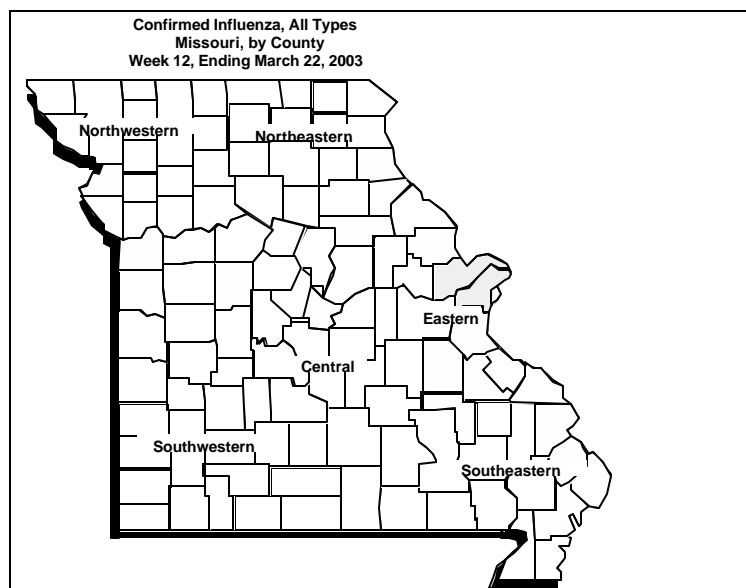 Confirmed Influenza, All Types
Missouri, by County
Week 12, Ending March 22, 2003
Northwestern
Northeastern
Eastern
Central
Southwestern
Southeastern